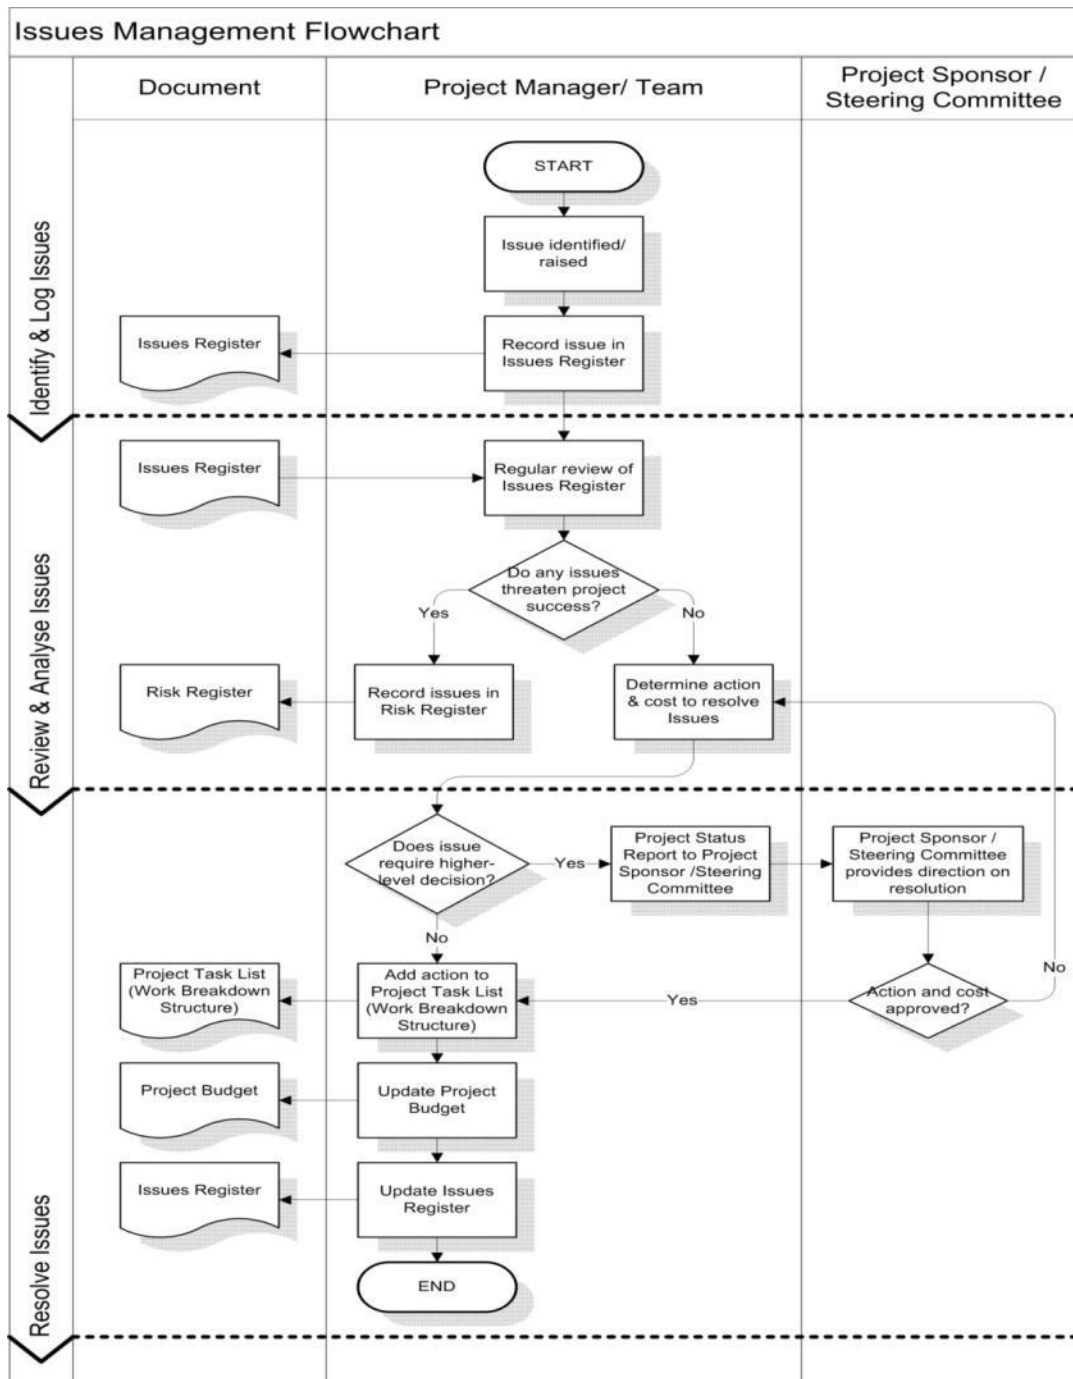 Issues Management Flowchart
Document
Project Manager/ Team
Project Sponsor /
Steering Committee
Identify & Log Issues
START
Issue identified/
raised
Issues Register
Record issue in
Issues Register
Review & Analyse Issues
Issues Register
Regular review of
Issues Register
Do any issues
threaten project
success?
Yes
No
Risk Register
Record issues in
Risk Register
Determine action
& cost to resolve
Issues
Resolve Issues
Does issue
require higher-
level decision?
Yes
Project Status
Report to Project
Sponsor /Steering
Committee
Project Sponsor /
Steering Committee
provides direction on
resolution
No
No
Project Task List
(Work Breakdown
Structure)
Add action to
Project Task List
(Work Breakdown
Structure)
Yes
Action and cost
approved?
Project Budget
Update Project
Budget
Issues Register
Update Issues
Register
END